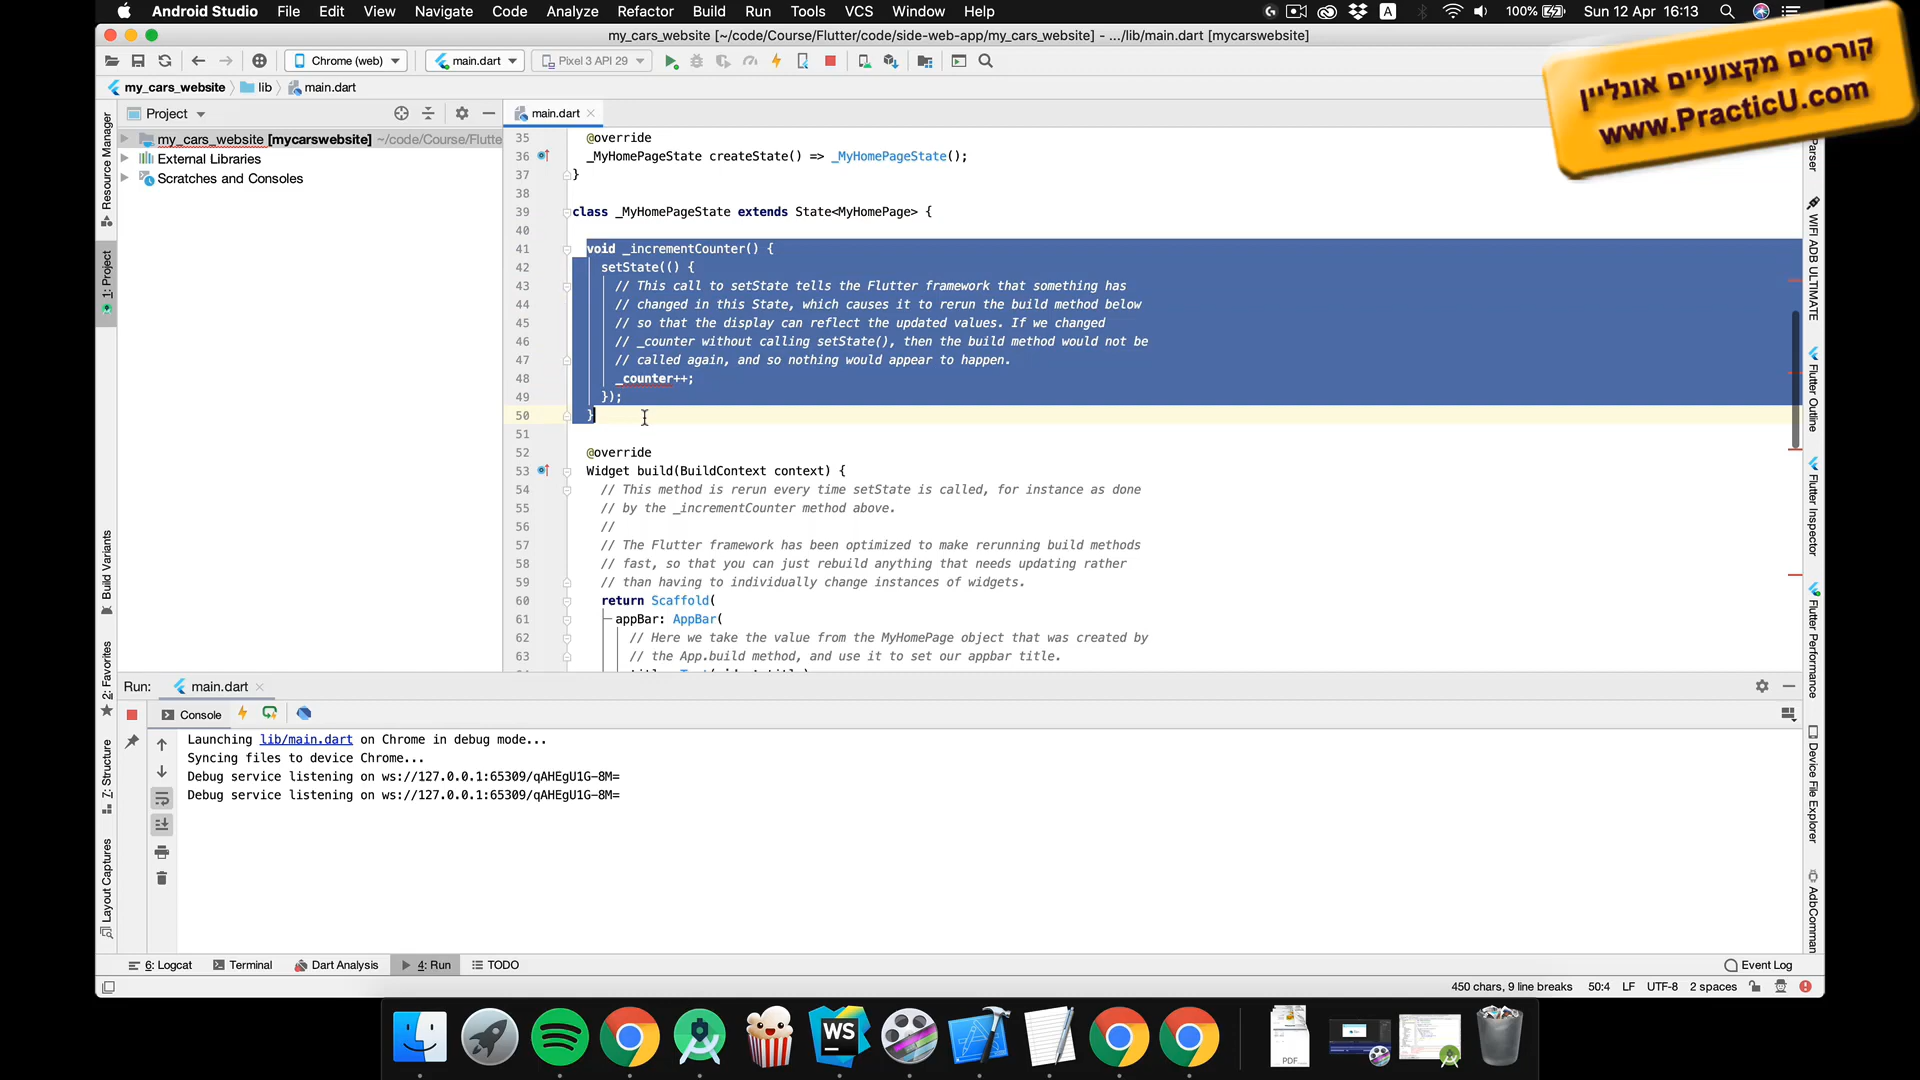 Android Studio File Edit View Navigate Code Analyze Refactor Build Run Tools VCS Window Help A 100% Sun 12 Apr 16:13
my_cars_website [~/code/Course/Flutter/code/side-web-app/my_cars_website] - .../lib/main.dart [mycarswebsite]
קורסים מקצועיים אונליין
www.PracticU.com
Chrome (web) main.dart Pixel 3 API 29
my_cars_website lib main.dart
Project main.dart
my_cars_website [mycarswebsite] ~/code/Course/Flutte
External Libraries
Scratches and Consoles
35 @override
36 _MyHomePageState createState() => _MyHomePageState();
37 }
38
39 class _MyHomePageState extends State<MyHomePage> {
40
41 void _incrementCounter() {
42 setState(() {
43 // This call to setState tells the Flutter framework that something has
44 // changed in this State, which causes it to rerun the build method below
45 // so that the display can reflect the updated values. If we changed
46 // _counter without calling setState(), then the build method would not be
47 // called again, and so nothing would appear to happen.
48 _counter++;
49 });
50 }
51
52 @override
53 Widget build(BuildContext context) {
54 // This method is rerun every time setState is called, for instance as done
55 // by the _incrementCounter method above.
56 //
57 // The Flutter framework has been optimized to make rerunning build methods
58 // fast, so that you can just rebuild anything that needs updating rather
59 // than having to individually change instances of widgets.
60 return Scaffold(
61 appBar: AppBar(
62 // Here we take the value from the MyHomePage object that was created by
63 // the App.build method, and use it to set our appbar title.
Resource Manager
1: Project
Build Variants
2: Favorites
7: Structure
Layout Captures
Parser
WIFI ADB ULTIMATE
Flutter Outline
Flutter Inspector
Flutter Performance
Device File Explorer
AdbComman
Run: main.dart
Console
Launching lib/main.dart on Chrome in debug mode...
Syncing files to device Chrome...
Debug service listening on ws://127.0.0.1:65309/qAHEgU1G-8M=
Debug service listening on ws://127.0.0.1:65309/qAHEgU1G-8M=
6: Logcat Terminal Dart Analysis 4: Run TODO Event Log
450 chars, 9 line breaks 50:4 LF UTF-8 2 spaces
WS
PDF